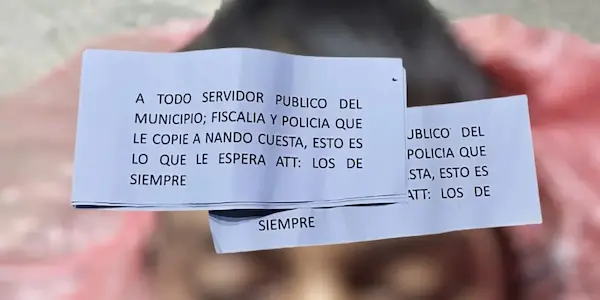 A TODO SERVIDOR PUBLICO DEL
MUNICIPIO; FISCALIA Y POLICIA QUE
LE COPIE A NANDO CUESTA, ESTO ES
LO QUE LE ESPERA ATT: LOS DE
SIEMPRE
UBLICO DEL
POLICIA QUE
STA, ESTO ES
ATT: LOS DE
SIEMPRE